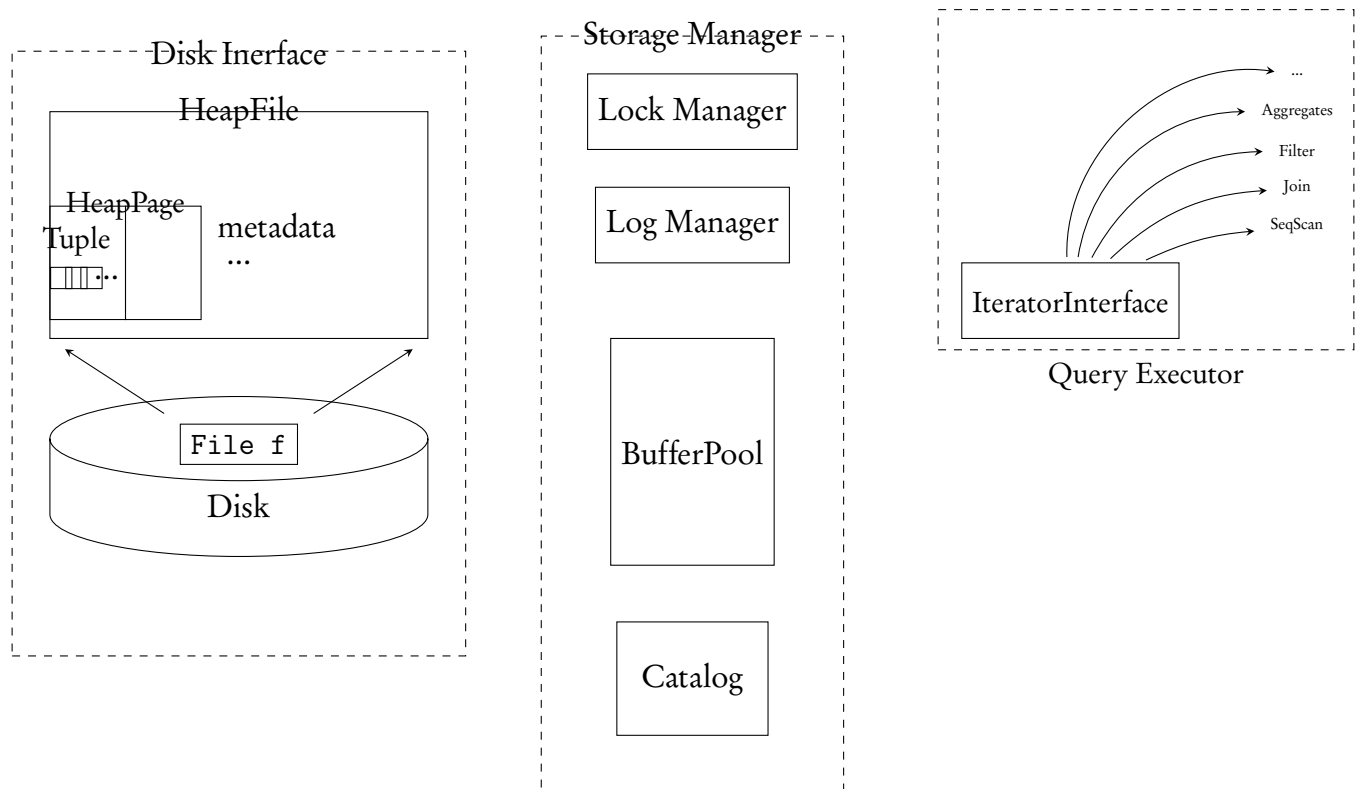 Disk Inerface
HeapFile
HeapPage
Tuple
...
metadata
...
File f
Disk
Storage Manager
Lock Manager
Log Manager
BufferPool
Catalog
...
Aggregates
Filter
Join
SeqScan
IteratorInterface
Query Executor